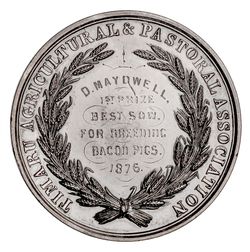 TIMARU AGRICULTURAL & PASTORAL ASSOCIATION
D. MAYDWELL.
1ST PRIZE
BEST SOW.
FOR BREEDING
BACON PIGS.
1876.